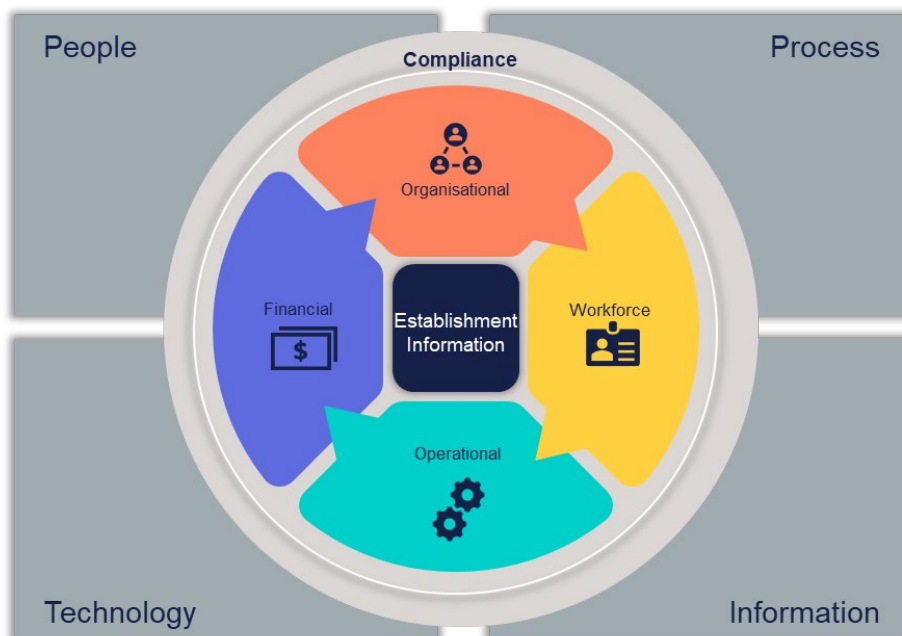 People
Process
Compliance
Organisational
Financial
$
Establishment
Information
Workforce
Operational
Technology
Information